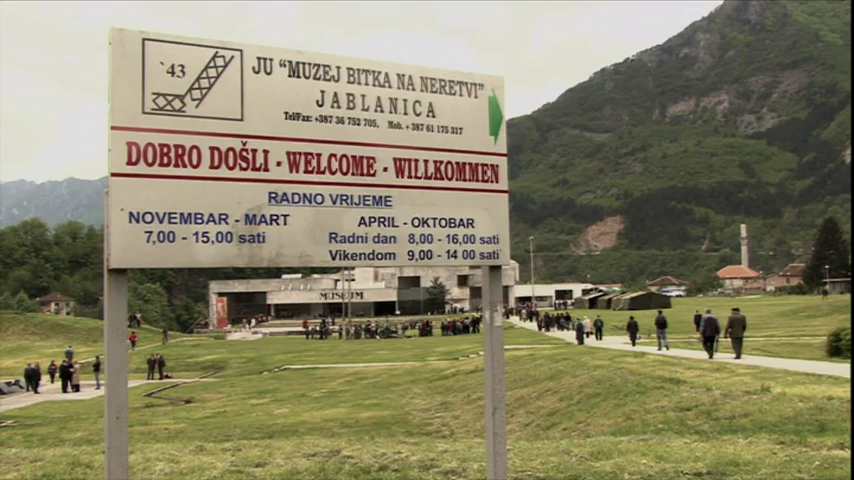 `43
JU "MUZEJ BITKA NA NERETVI"
JABLANICA
Tel/Fax: +387 36 752 705, Mob. + 387 61 175 317
DOBRO DOŠLI - WELCOME - WILLKOMMEN
RADNO VRIJEME
NOVEMBAR - MART
7,00 - 15,00 sati
APRIL - OKTOBAR
Radni dan 8,00 - 16,00 sati
Vikendom 9,00 - 14 00 sati
MUSEUM